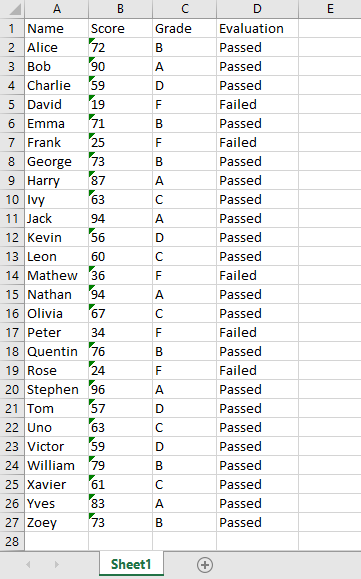 A B C D E
1 Name Score Grade Evaluation
2 Alice 72 B Passed
3 Bob 90 A Passed
4 Charlie 59 D Passed
5 David 19 F Failed
6 Emma 71 B Passed
7 Frank 25 F Failed
8 George 73 B Passed
9 Harry 87 A Passed
10 Ivy 63 C Passed
11 Jack 94 A Passed
12 Kevin 56 D Passed
13 Leon 60 C Passed
14 Mathew 36 F Failed
15 Nathan 94 A Passed
16 Olivia 67 C Passed
17 Peter 34 F Failed
18 Quentin 76 B Passed
19 Rose 24 F Failed
20 Stephen 96 A Passed
21 Tom 57 D Passed
22 Uno 63 C Passed
23 Victor 59 D Passed
24 William 79 B Passed
25 Xavier 61 C Passed
26 Yves 83 A Passed
27 Zoey 73 B Passed
28
Sheet1